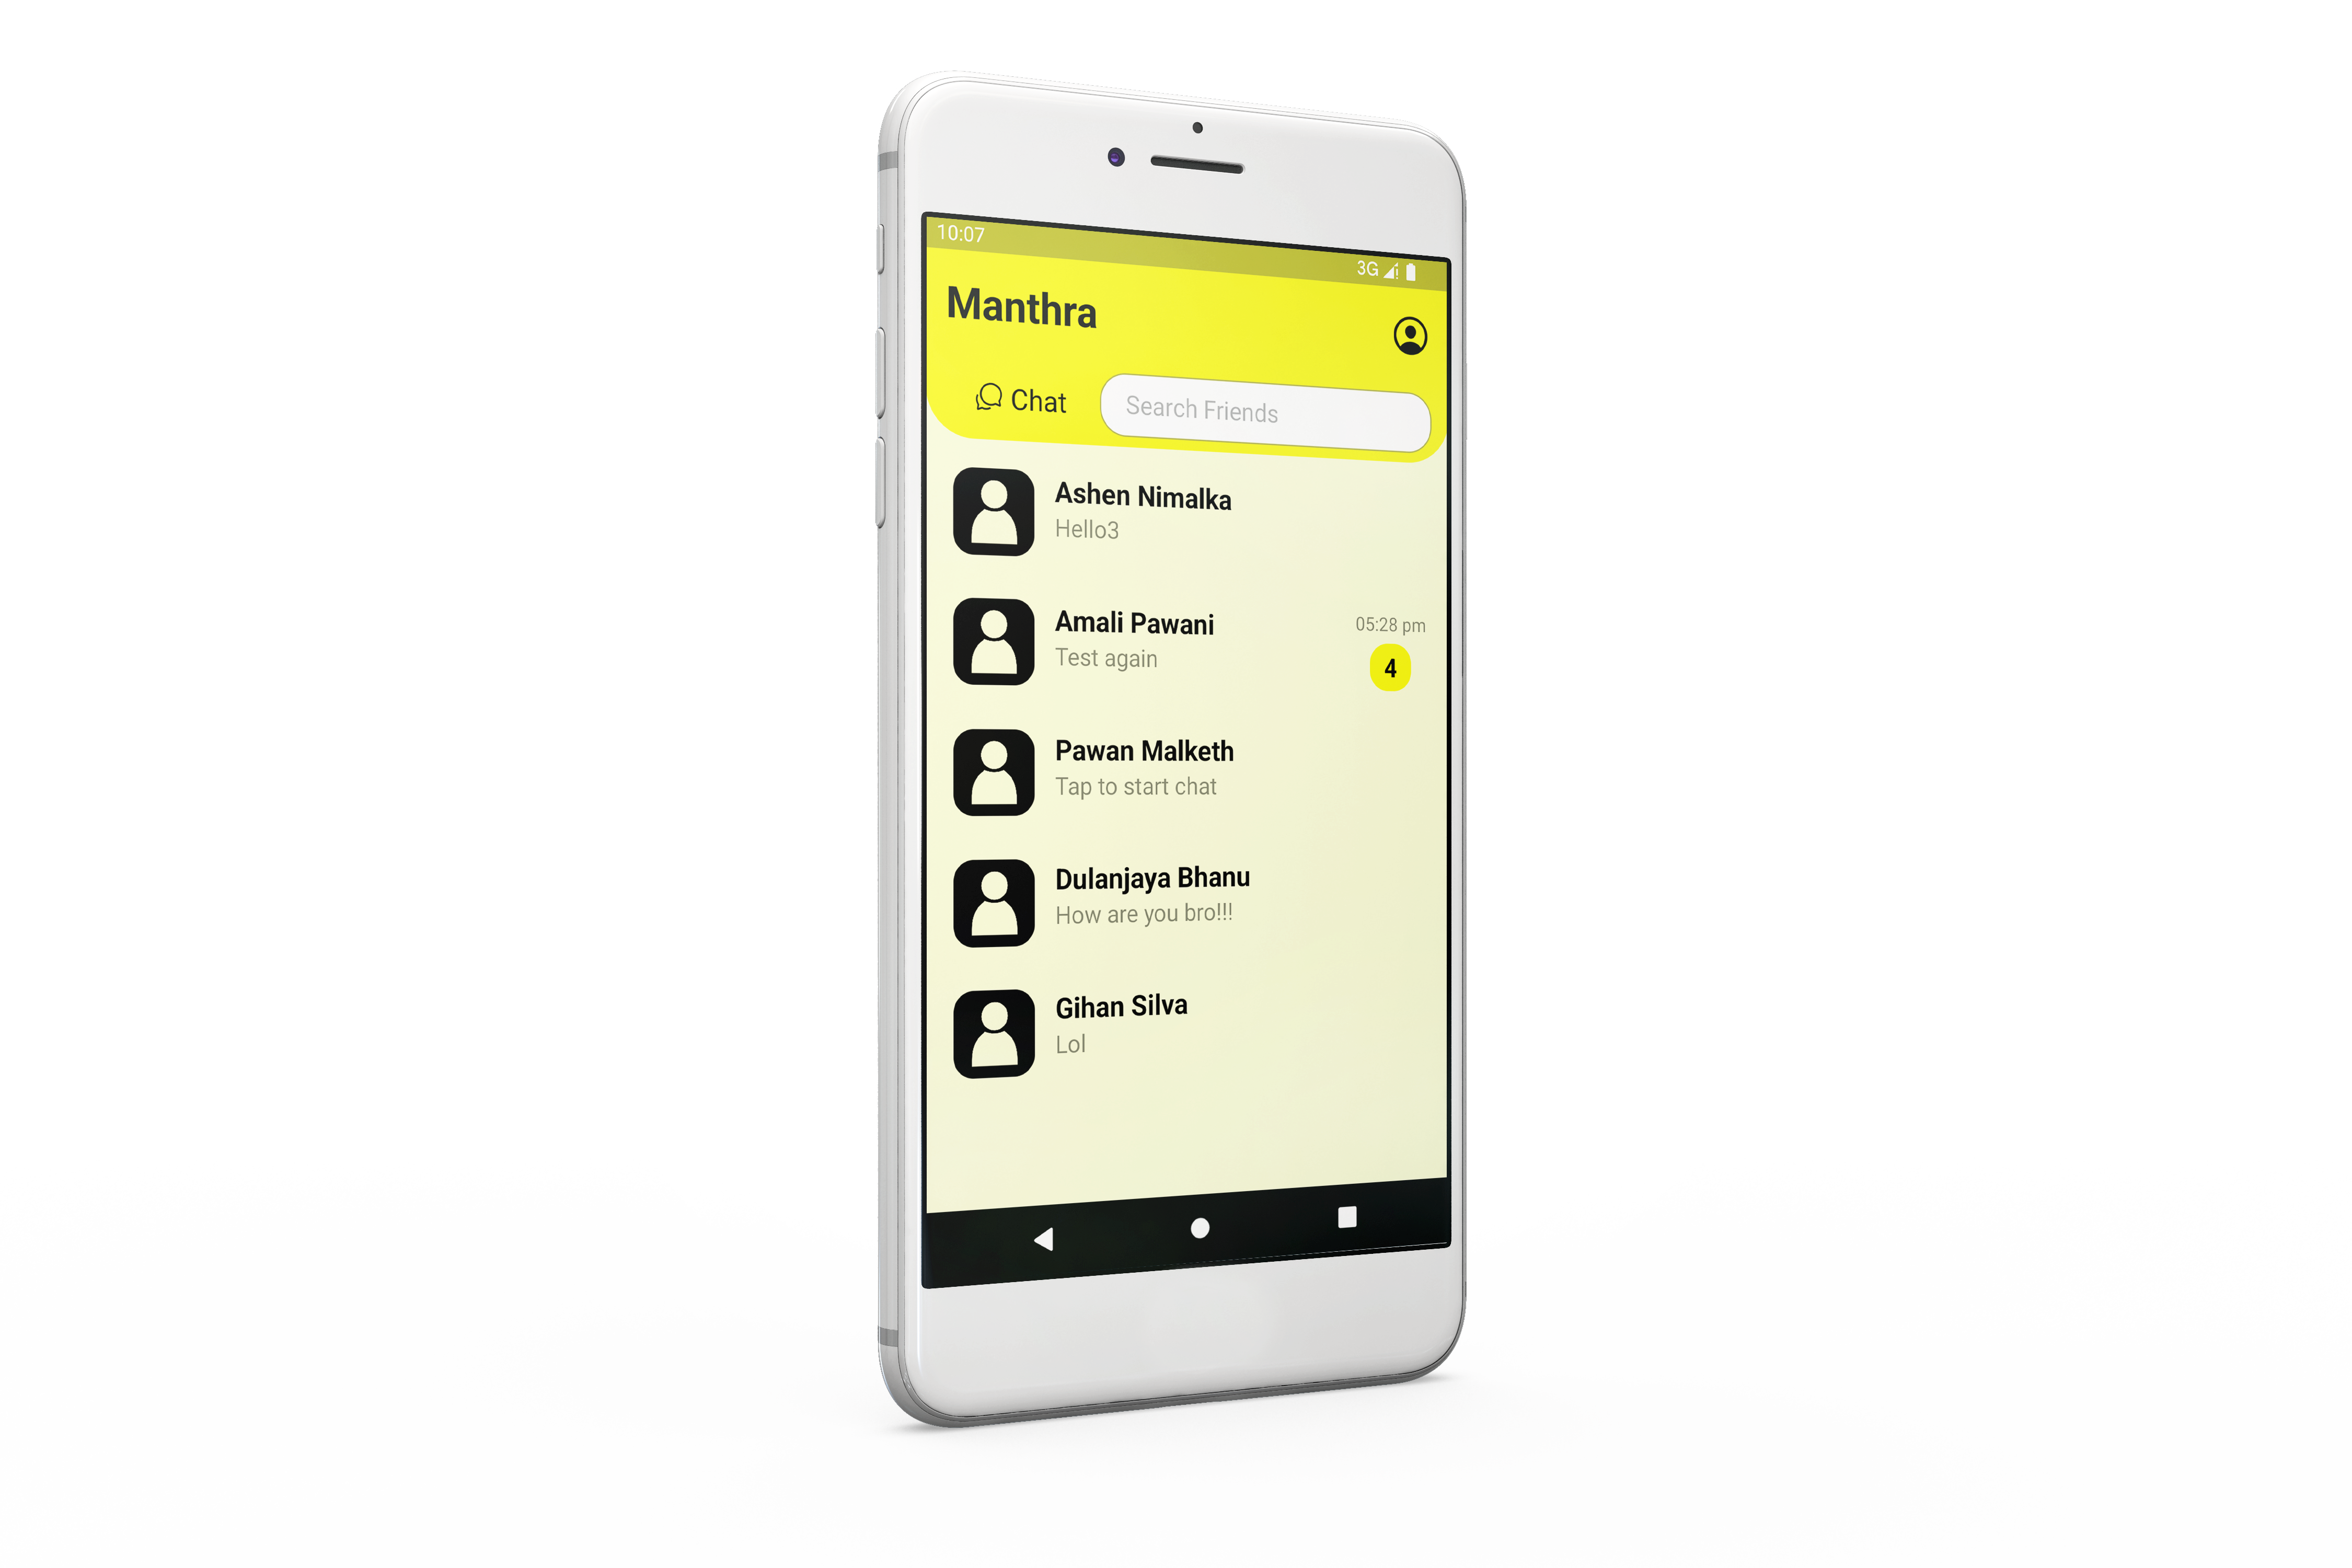 10:07
3G
Manthra
Chat
Search Friends
Ashen Nimalka
Hello3
Amali Pawani
05:28 pm
Test again
4
Pawan Malketh
Tap to start chat
Dulanjaya Bhanu
How are you bro!!!
Gihan Silva
Lol